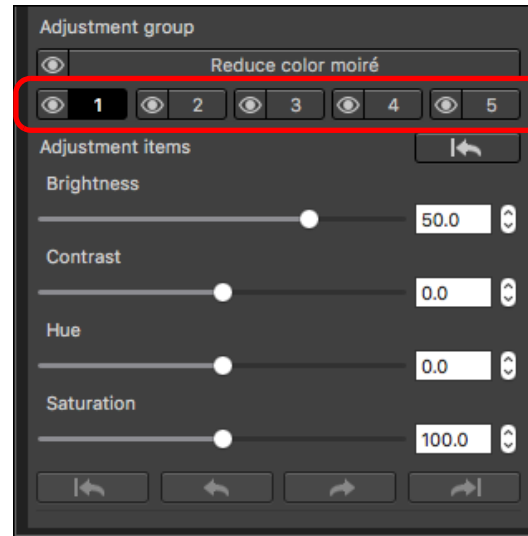 Adjustment group
Reduce color moiré
1 2 3 4 5
Adjustment items
Brightness
50.0
Contrast
0.0
Hue
0.0
Saturation
100.0